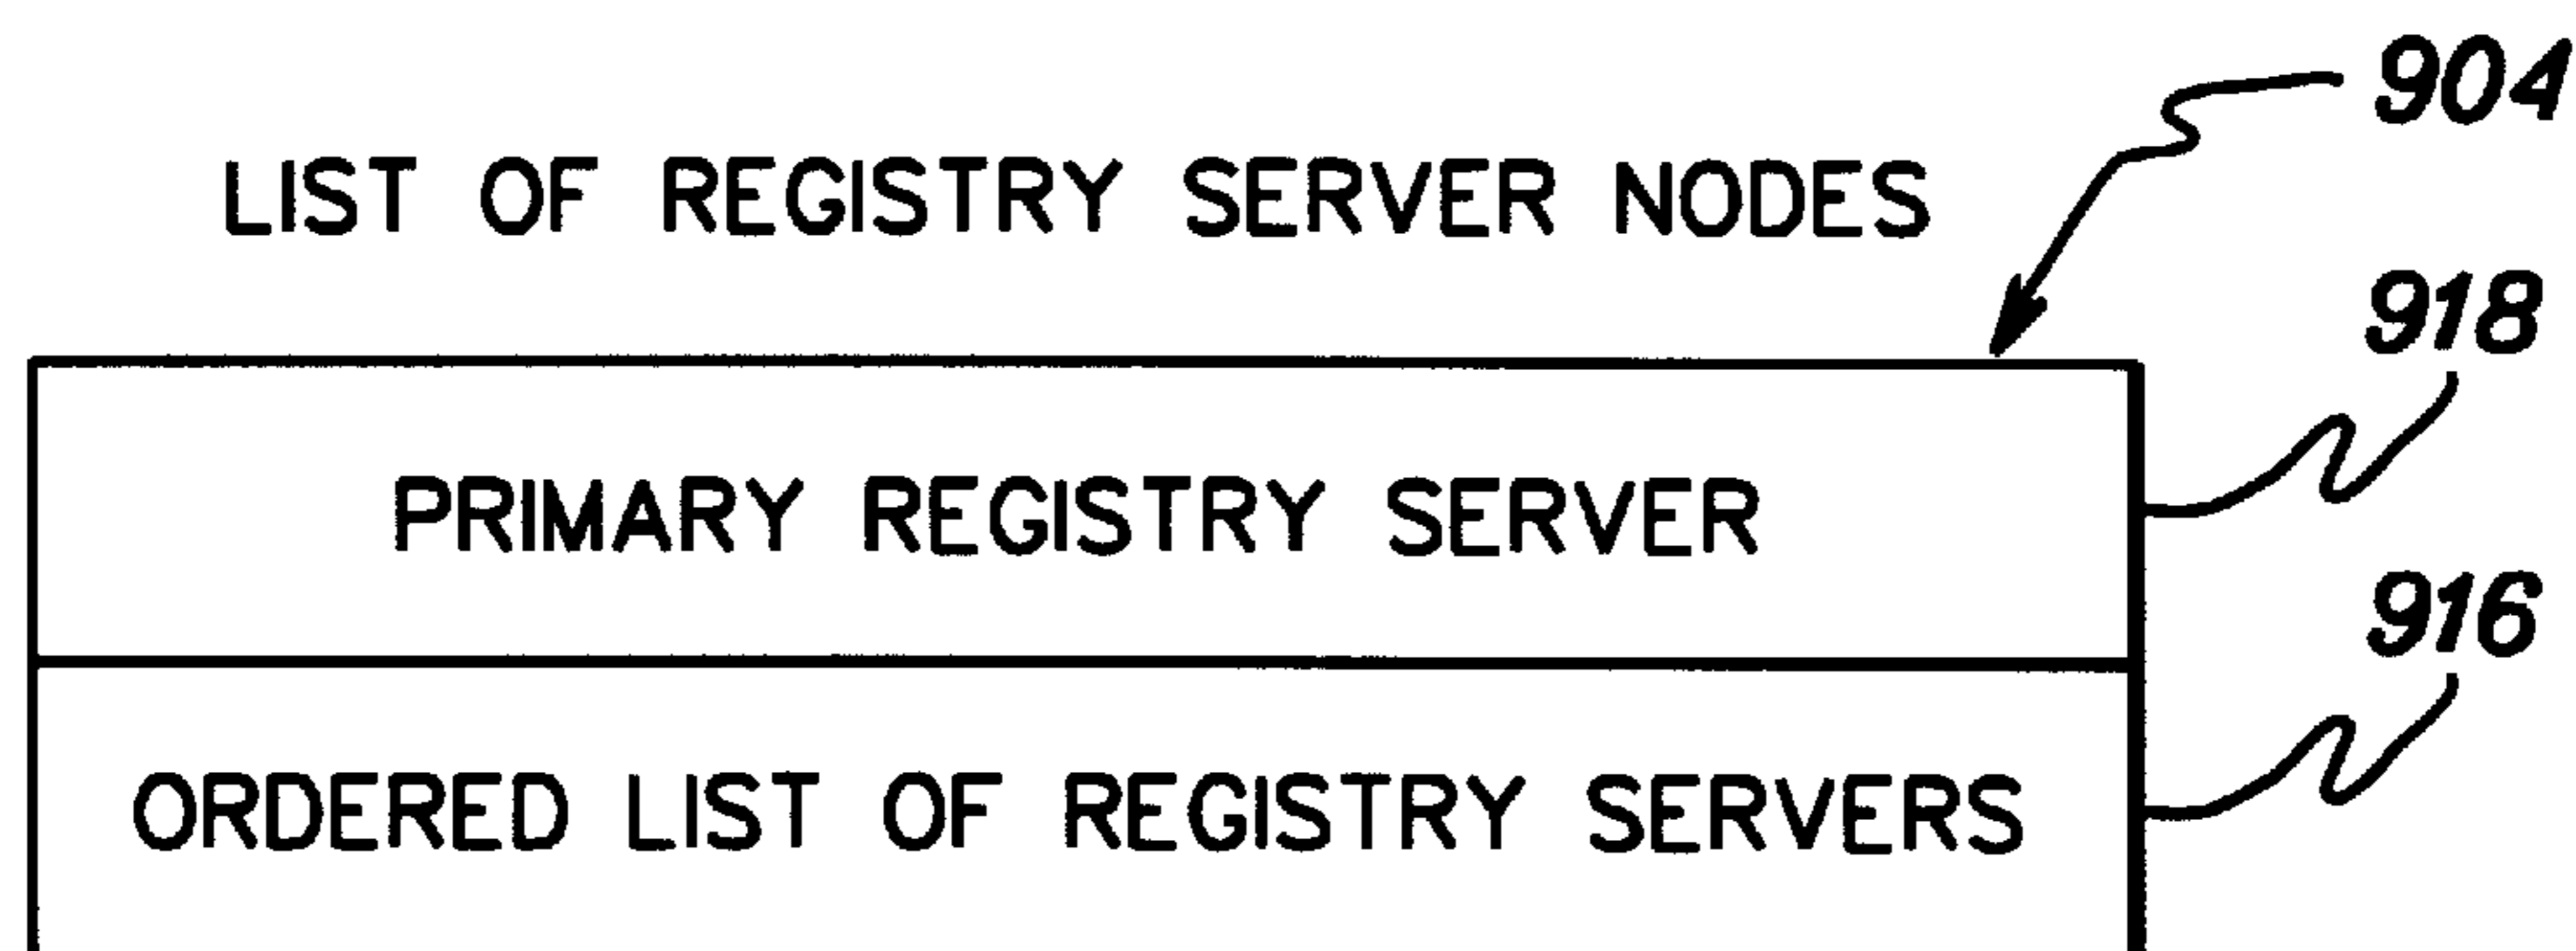 904
LIST OF REGISTRY SERVER NODES
918
PRIMARY REGISTRY SERVER
916
ORDERED LIST OF REGISTRY SERVERS